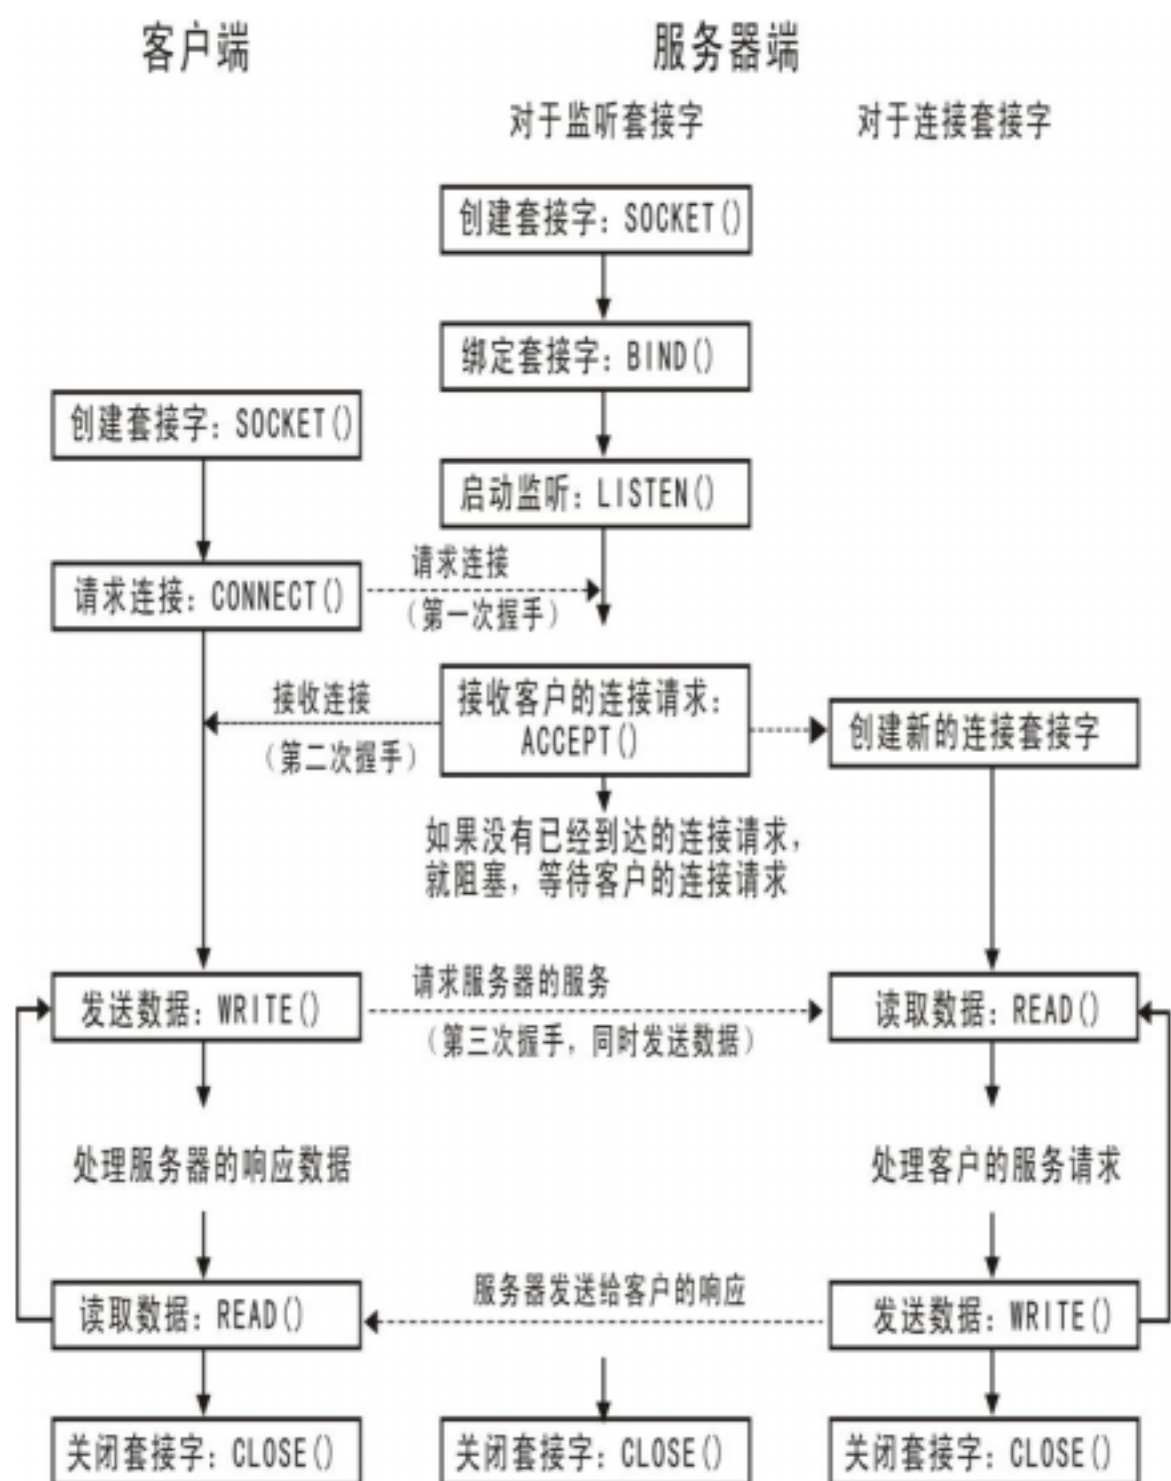 客户端
服务器端
对于监听套接字
对于连接套接字
创建套接字：SOCKET()
绑定套接字：BIND()
创建套接字：SOCKET()
启动监听：LISTEN()
请求连接
请求连接：CONNECT()
（第一次握手）
接收连接
（第二次握手）
接收客户的连接请求：
ACCEPT()
创建新的连接套接字
如果没有已经到达的连接请求，
就阻塞，等待客户的连接请求
请求服务器的服务
发送数据：WRITE()
（第三次握手，同时发送数据）
读取数据：READ()
处理服务器的响应数据
处理客户的服务请求
服务器发送给客户的响应
读取数据：READ()
发送数据：WRITE()
关闭套接字：CLOSE()
关闭套接字：CLOSE()
关闭套接字：CLOSE()